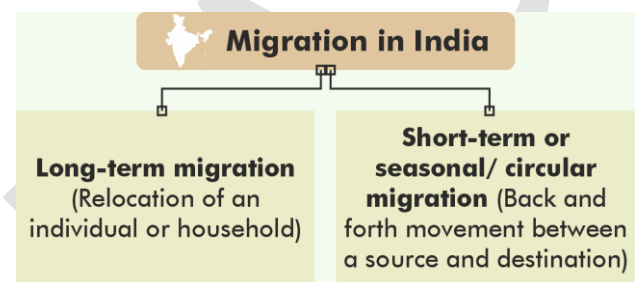 Migration in India
Long-term migration
(Relocation of an
individual or household)
Short-term or
seasonal/ circular
migration (Back and
forth movement between
a source and destination)